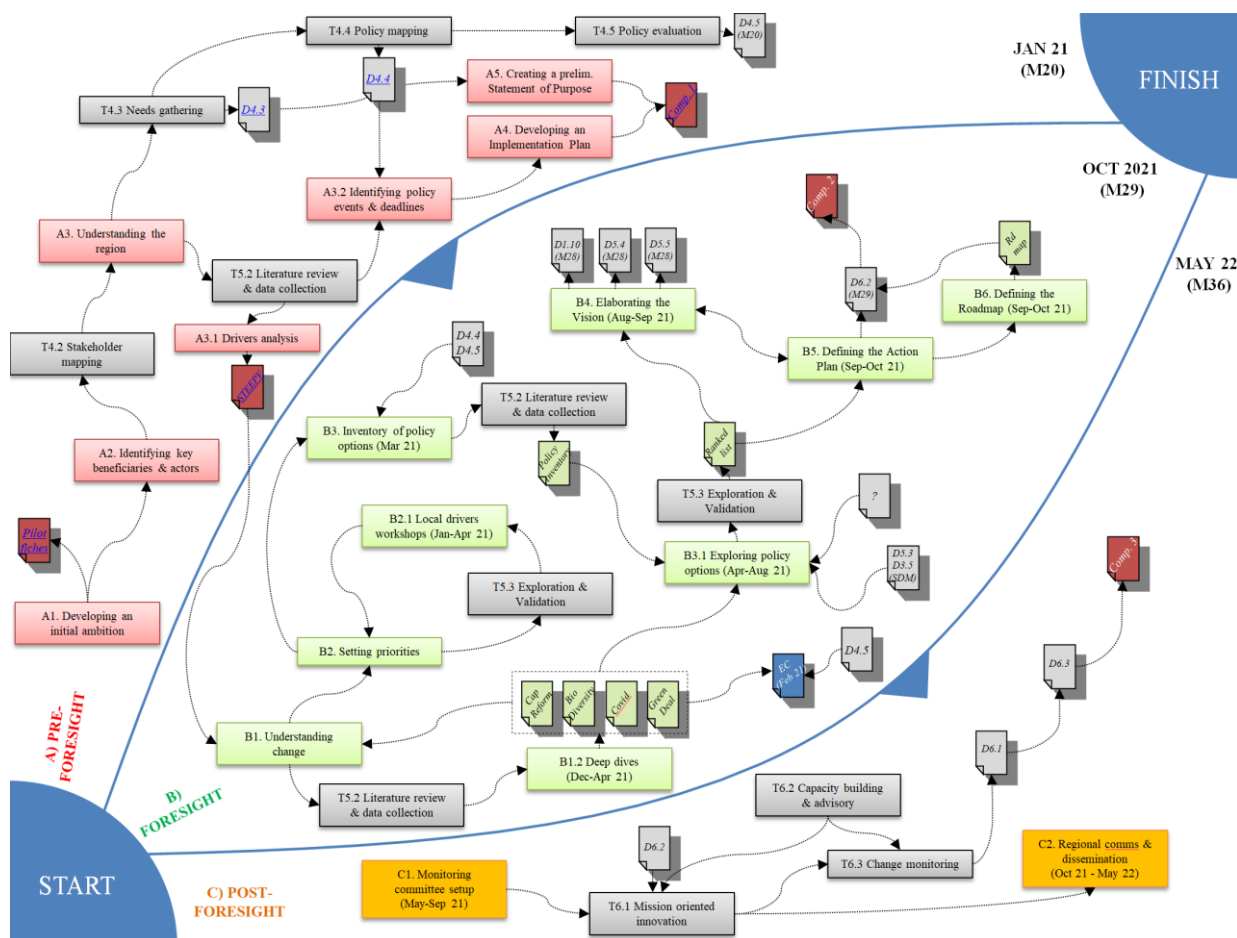 T4.4 Policy mapping
T4.5 Policy evaluation
D4.5
(M20)
JAN 21
(M20)
FINISH
A5. Creating a prelim.
Statement of Purpose
D4.4
T4.3 Needs gathering
D4.3
Comp. 1
A4. Developing an
Implementation Plan
OCT 2021
(M29)
A3.2 Identifying policy
events & deadlines
Comp. 2
A3. Understanding the
region
D1.10
(M28)
D5.4
(M28)
D5.5
(M28)
Rd
map
MAY 22
(M36)
T5.2 Literature review
& data collection
D6.2
(M29)
B4. Elaborating the
Vision (Aug-Sep 21)
B6. Defining the
Roadmap (Sep-Oct 21)
A3.1 Drivers analysis
T4.2 Stakeholder
mapping
D4.4
D4.5
B5. Defining the Action
Plan (Sep-Oct 21)
STEEPV
T5.2 Literature review
& data collection
B3. Inventory of policy
options (Mar 21)
Ranked
list
A2. Identifying key
beneficiaries & actors
Policy
Inventory
T5.3 Exploration &
Validation
?
B2.1 Local drivers
workshops (Jan-Apr 21)
Pilot
fiches
B3.1 Exploring policy
options (Apr-Aug 21)
D5.3
D3.5
(SDM)
Comp. 3
T5.3 Exploration &
Validation
A1. Developing an
initial ambition
B2. Setting priorities
EC
(Feb 21)
D4.5
D6.3
Cap
Reform
Bio
Diversity
Covid
Green
Deal
A) PRE-
FORESIGHT
B1. Understanding
change
B1.2 Deep dives
(Dec-Apr 21)
D6.1
B)
FORESIGHT
T5.2 Literature review
& data collection
T6.2 Capacity building
& advisory
D6.2
T6.3 Change monitoring
C2. Regional comms &
dissemination
(Oct 21 - May 22)
START
C) POST-
FORESIGHT
C1. Monitoring
committee setup
(May-Sep 21)
T6.1 Mission oriented
innovation